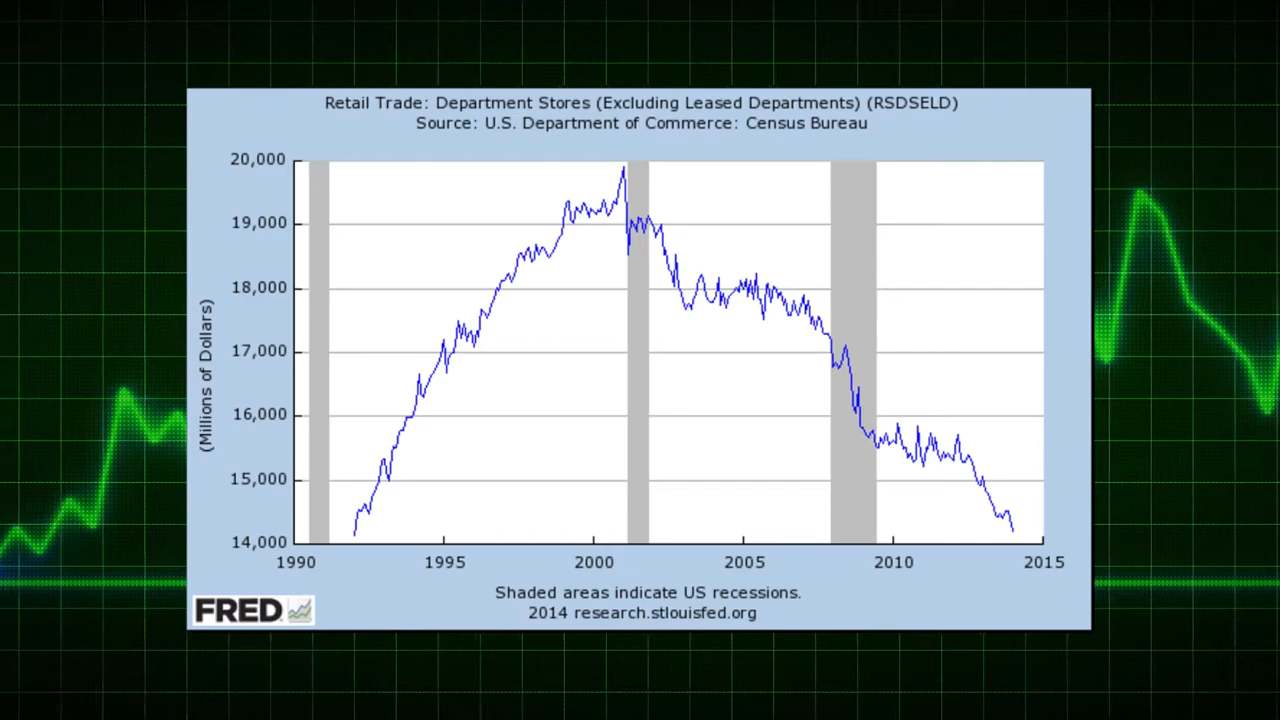 Retail Trade: Department Stores (Excluding Leased Departments) (RSDSELD)
Source: U.S. Department of Commerce: Census Bureau
20,000
19,000
18,000
17,000
16,000
15,000
14,000
(Millions of Dollars)
1990 1995 2000 2005 2010 2015
Shaded areas indicate US recessions.
2014 research.stlouisfed.org
FRED